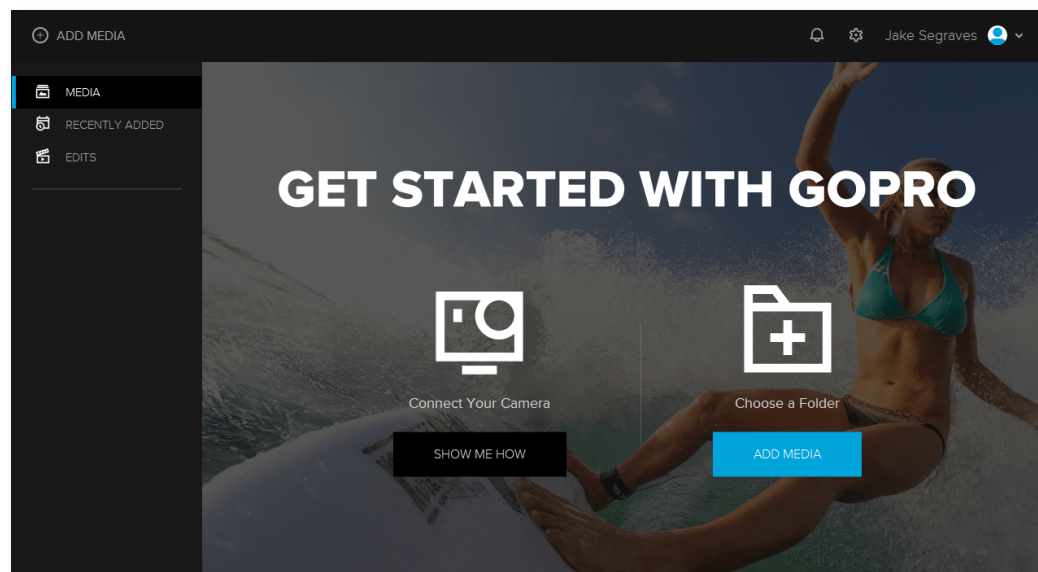 ADD MEDIA
Jake Segraves
MEDIA
RECENTLY ADDED
EDITS
GET STARTED WITH GOPRO
Connect Your Camera
Choose a Folder
SHOW ME HOW
ADD MEDIA